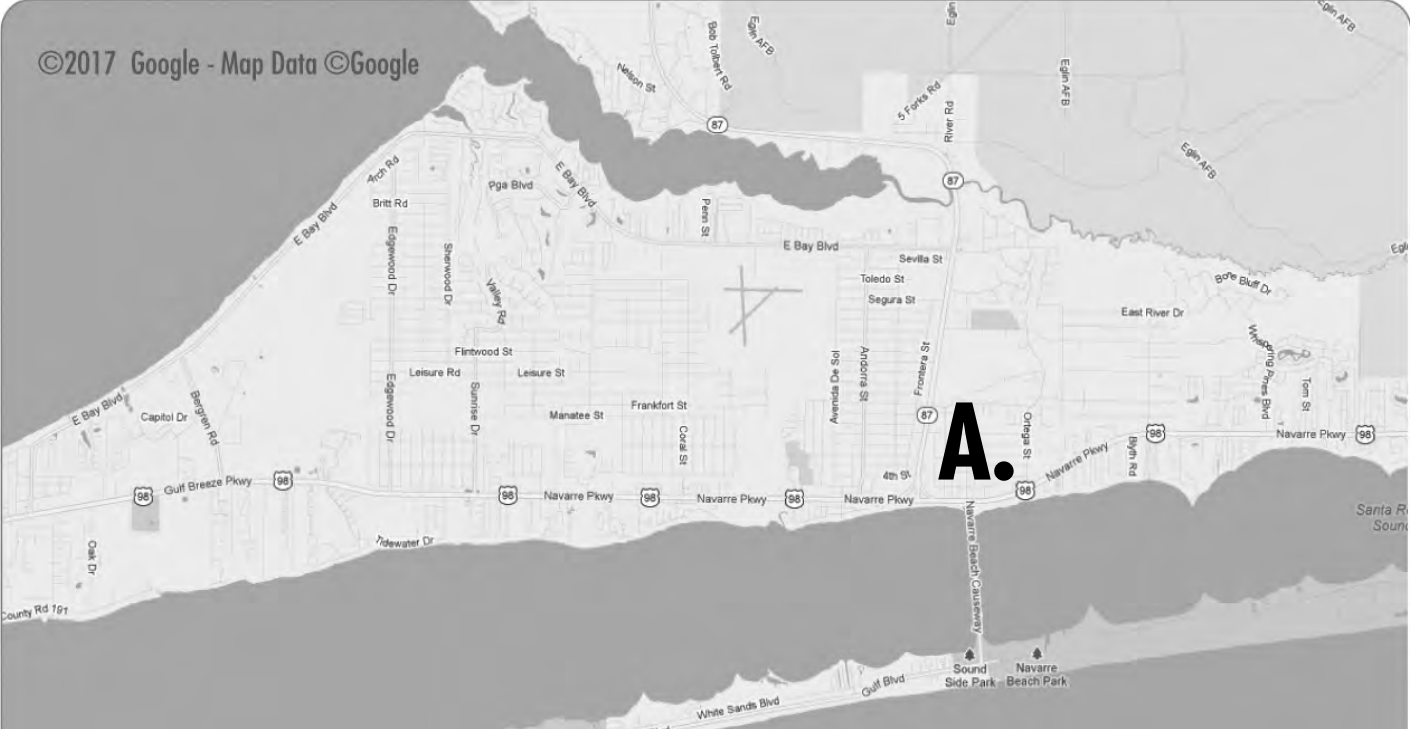 ©2017 Google - Map Data ©Google
Eglin AFB
Bob Tolbert Rd
Eglin AFB
Nelson St
Eglin AFB
5 Forks Rd
River Rd
87
Arch Rd
E Bay Blvd
Pga Blvd
Britt Rd
Penn St
87
Eglin AFB
E Bay Blvd
Edgewood Dr
Sherwood Dr
Valley Rd
E Bay Blvd
Sevilla St
Toledo St
Segura St
Bone Bluff Dr
East River Dr
Flintwood St
Leisure Rd
Leisure St
Avenida De Sol
Andorra St
Frontera St
Whispering Pines Blvd
Tom St
E Bay Blvd
Capitol Dr
Bergren Rd
Edgewood Dr
Sunrise Dr
Manatee St
Frankfort St
Coral St
87
A.
Ortega St
Navarre Pkwy
98
Blyth Rd
Navarre Pkwy
98
4th St
98
Gulf Breeze Pkwy
98
98
Navarre Pkwy
98
Navarre Pkwy
98
Navarre Pkwy
98
Oak Dr
Tidewater Dr
Navarre Beach Causeway
County Rd 191
Sound
Side Park
Navarre
Beach Park
Gulf Blvd
White Sands Blvd